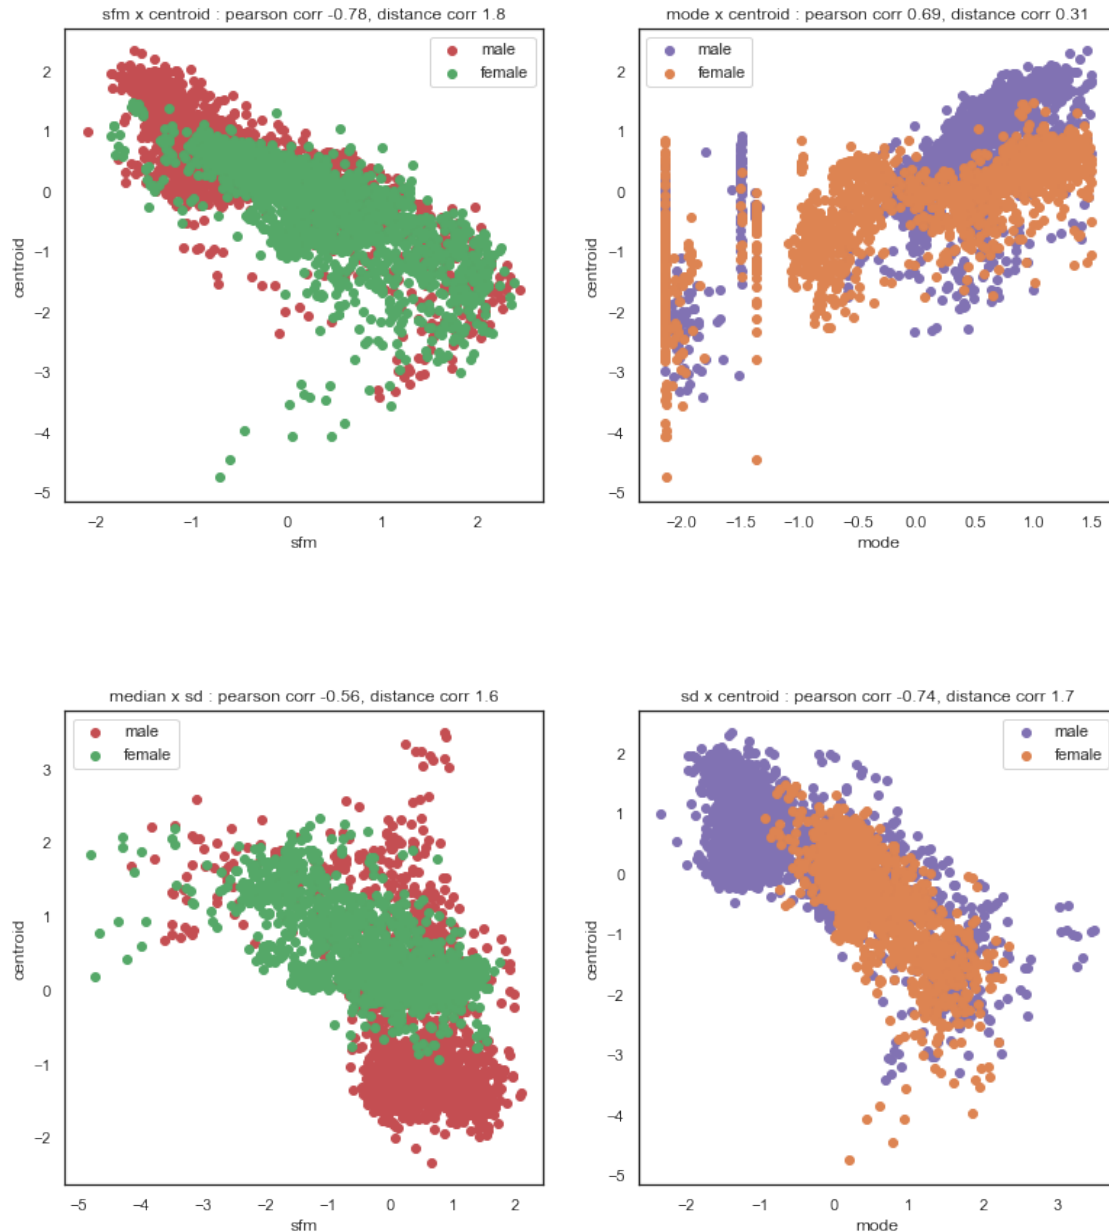 sfm x centroid : pearson corr -0.78, distance corr 1.8
male
female
2
1
0
−1
−2
−3
−4
−5
centroid
−2 −1 0 1 2
sfm
mode x centroid : pearson corr 0.69, distance corr 0.31
male
female
2
1
0
−1
−2
−3
−4
−5
centroid
−2.0 −1.5 −1.0 −0.5 0.0 0.5 1.0 1.5
mode
median x sd : pearson corr -0.56, distance corr 1.6
male
female
3
2
1
0
−1
−2
centroid
−5 −4 −3 −2 −1 0 1 2
sfm
sd x centroid : pearson corr -0.74, distance corr 1.7
male
female
2
1
0
−1
−2
−3
−4
−5
centroid
−2 −1 0 1 2 3
mode